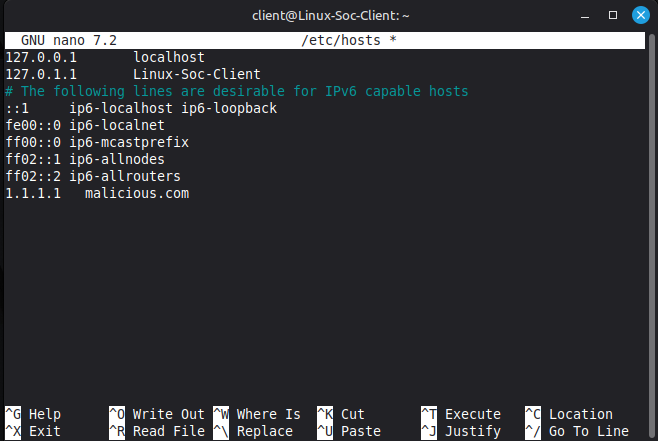 client@Linux-Soc-Client: ~
GNU nano 7.2 /etc/hosts *
127.0.0.1 localhost
127.0.1.1 Linux-Soc-Client
# The following lines are desirable for IPv6 capable hosts
::1 ip6-localhost ip6-loopback
fe00::0 ip6-localnet
ff00::0 ip6-mcastprefix
ff02::1 ip6-allnodes
ff02::2 ip6-allrouters
1.1.1.1 malicious.com
^G Help ^O Write Out ^W Where Is ^K Cut ^T Execute ^C Location
^X Exit ^R Read File ^\ Replace ^U Paste ^J Justify ^/ Go To Line